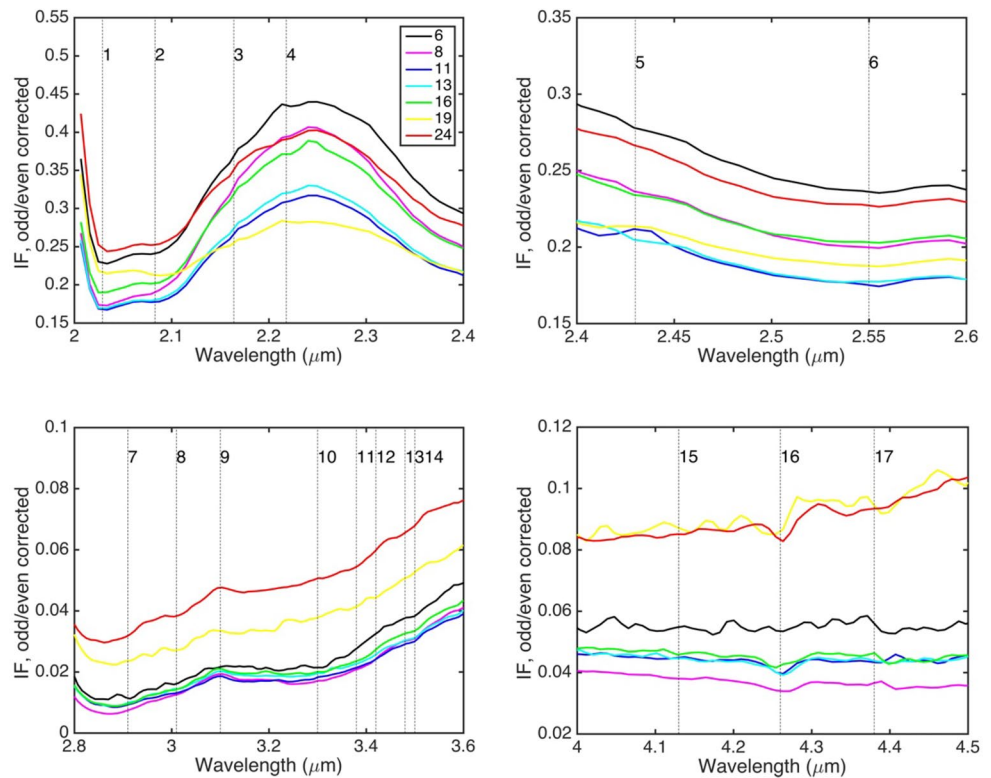 0.55
0.5
0.45
0.4
0.35
0.3
0.25
0.2
0.15
IF, odd/even corrected
1 2 3 4
6
8
11
13
16
19
24
2 2.1 2.2 2.3 2.4
Wavelength (μm)
0.35
0.3
0.25
0.2
0.15
IF, odd/even corrected
5 6
2.4 2.45 2.5 2.55 2.6
Wavelength (μm)
0.1
0.08
0.06
0.04
0.02
0
IF, odd/even corrected
7 8 9 10 11 12 13 14
2.8 3 3.2 3.4 3.6
Wavelength (μm)
0.12
0.1
0.08
0.06
0.04
0.02
IF, odd/even corrected
15 16 17
4 4.1 4.2 4.3 4.4 4.5
Wavelength (μm)